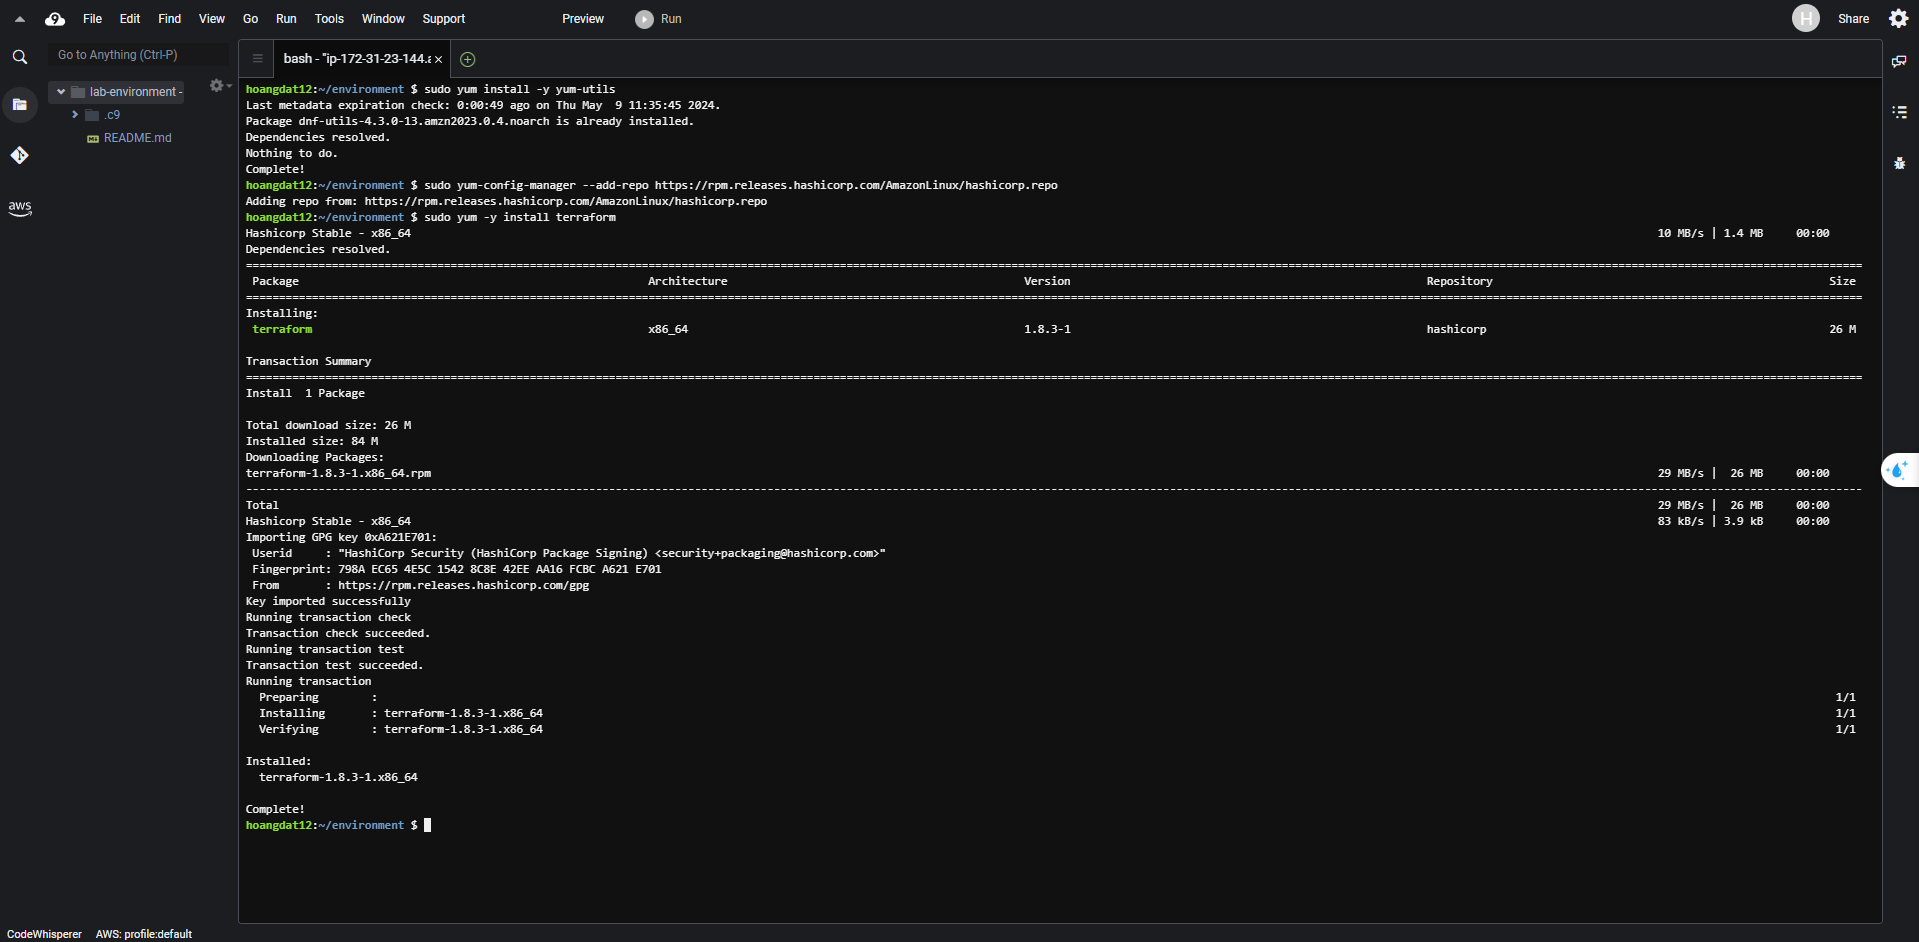 9 File Edit Find View Go Run Tools Window Support Preview Run H Share
Go to Anything (Ctrl-P)
bash - "ip-172-31-23-144.a ×
lab-environment -
.c9
README.md
aws
hoangdat12:~/environment $ sudo yum install -y yum-utils
Last metadata expiration check: 0:00:49 ago on Thu May  9 11:35:45 2024.
Package dnf-utils-4.3.0-13.amzn2023.0.4.noarch is already installed.
Dependencies resolved.
Nothing to do.
Complete!
hoangdat12:~/environment $ sudo yum-config-manager --add-repo https://rpm.releases.hashicorp.com/AmazonLinux/hashicorp.repo
Adding repo from: https://rpm.releases.hashicorp.com/AmazonLinux/hashicorp.repo
hoangdat12:~/environment $ sudo yum -y install terraform
Hashicorp Stable - x86_64 10 MB/s | 1.4 MB 00:00
Dependencies resolved.
Package Architecture Version Repository Size
Installing:
terraform x86_64 1.8.3-1 hashicorp 26 M
Transaction Summary
Install  1 Package
Total download size: 26 M
Installed size: 84 M
Downloading Packages:
terraform-1.8.3-1.x86_64.rpm 29 MB/s | 26 MB 00:00
Total 29 MB/s | 26 MB 00:00
Hashicorp Stable - x86_64 83 kB/s | 3.9 kB 00:00
Importing GPG key 0xA621E701:
Userid     : "HashiCorp Security (HashiCorp Package Signing) <security+packaging@hashicorp.com>"
Fingerprint: 798A EC65 4E5C 1542 8C8E 42EE AA16 FCBC A621 E701
From       : https://rpm.releases.hashicorp.com/gpg
Key imported successfully
Running transaction check
Transaction check succeeded.
Running transaction test
Transaction test succeeded.
Running transaction
Preparing        : 1/1
Installing       : terraform-1.8.3-1.x86_64 1/1
Verifying        : terraform-1.8.3-1.x86_64 1/1
Installed:
terraform-1.8.3-1.x86_64
Complete!
hoangdat12:~/environment $
CodeWhisperer AWS: profile:default